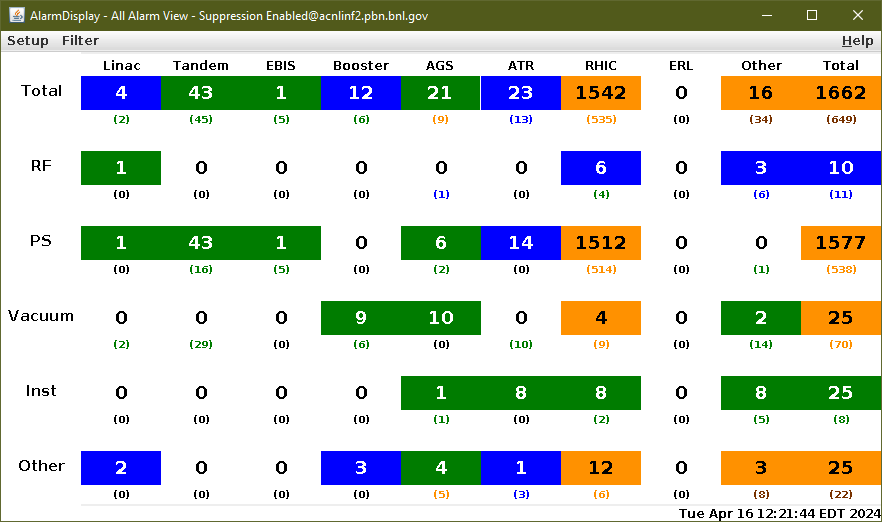 AlarmDisplay - All Alarm View - Suppression Enabled@acnlinf2.pbn.bnl.gov
Setup Filter Help
Linac Tandem EBIS Booster AGS ATR RHIC ERL Other Total
Total 4 43 1 12 21 23 1542 0 16 1662
(2) (45) (5) (6) (9) (13) (535) (0) (34) (649)
RF 1 0 0 0 0 0 6 0 3 10
(0) (0) (0) (0) (1) (0) (4) (0) (6) (11)
PS 1 43 1 0 6 14 1512 0 0 1577
(0) (16) (5) (0) (2) (0) (514) (0) (1) (538)
Vacuum 0 0 0 9 10 0 4 0 2 25
(2) (29) (0) (6) (0) (10) (9) (0) (14) (70)
Inst 0 0 0 0 1 8 8 0 8 25
(0) (0) (0) (0) (1) (0) (2) (0) (5) (8)
Other 2 0 0 3 4 1 12 0 3 25
(0) (0) (0) (0) (5) (3) (6) (0) (8) (22)
Tue Apr 16 12:21:44 EDT 2024